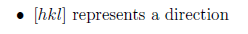 • [hkl] represents a direction